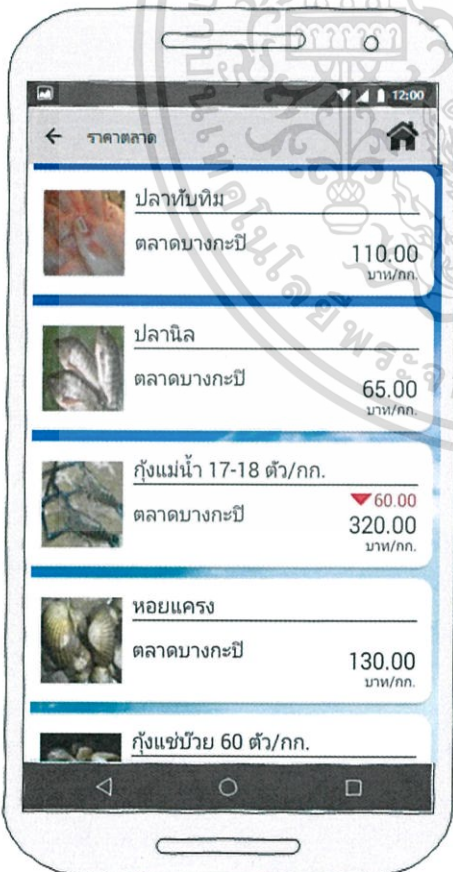 12:00
ราคาตลาด
ปลาทับทิม
ตลาดบางกะปิ
110.00
บาท/กก.
ปลานิล
ตลาดบางกะปิ
65.00
บาท/กก.
กุ้งแม่น้ำ 17-18 ตัว/กก.
60.00
ตลาดบางกะปิ
320.00
บาท/กก.
หอยแครง
ตลาดบางกะปิ
130.00
บาท/กก.
กุ้งแช่บ๊วย 60 ตัว/กก.